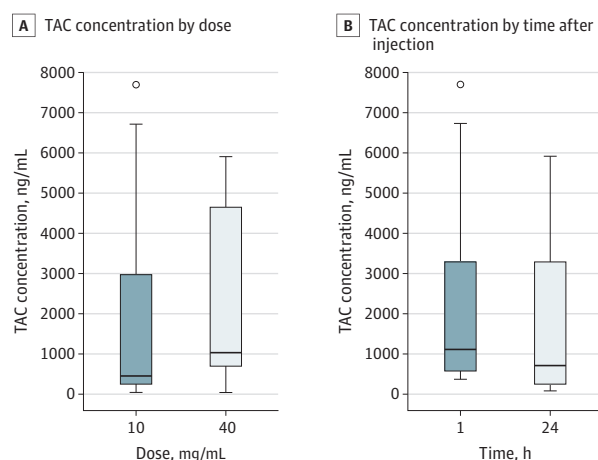 A TAC concentration by dose
TAC concentration, ng/mL
8000
7000
6000
5000
4000
3000
2000
1000
0
10 40
Dose, mg/mL
B TAC concentration by time after
injection
TAC concentration, ng/mL
8000
7000
6000
5000
4000
3000
2000
1000
0
1 24
Time, h